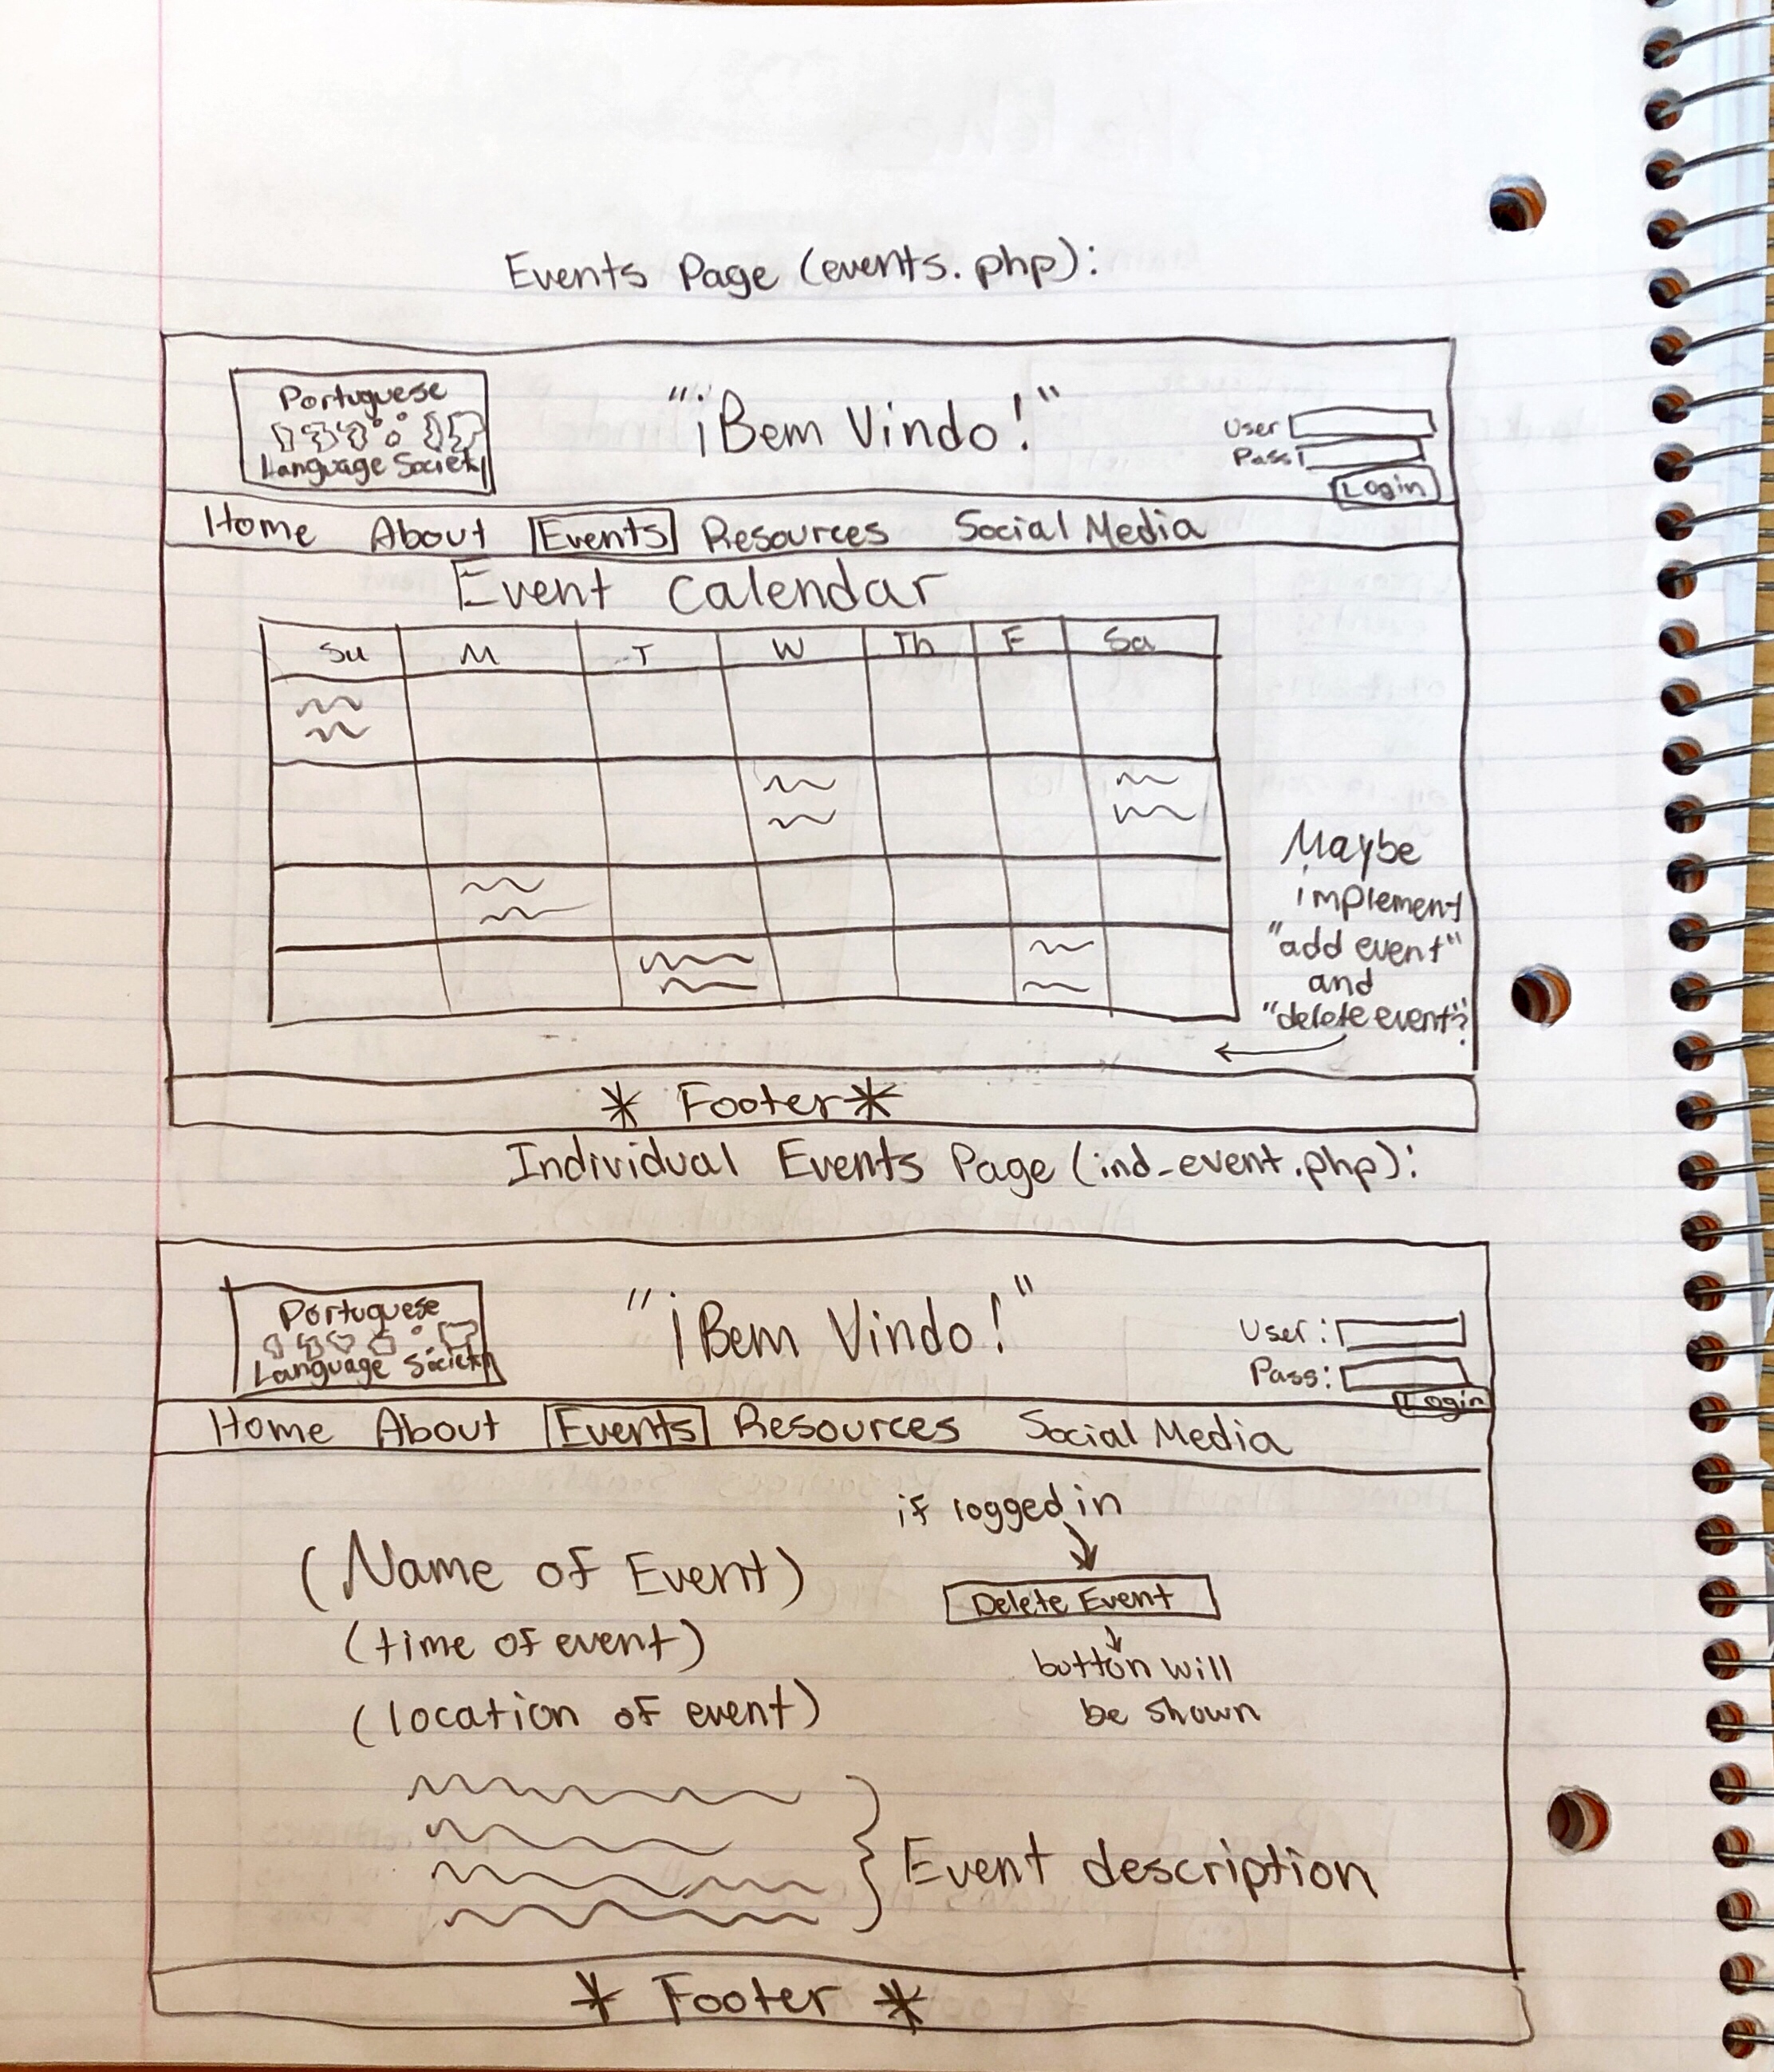 Events Page (events.php):
Portuguese
Language Society
"¡Bem Vindo!"
User
Pass
Login
Home About Events Resources Social Media
Event Calendar
Su M T W Th F Sa
Maybe
implement
"add event"
and
"delete event"?
* Footer *
Individual Events Page (ind_event.php):
Portuguese
Language Society
"¡Bem Vindo!"
User:
Pass:
Login
Home About Events Resources Social Media
if logged in
(Name of Event)
Delete Event
(time of event)
button will
be shown
(location of event)
Event description
* Footer *